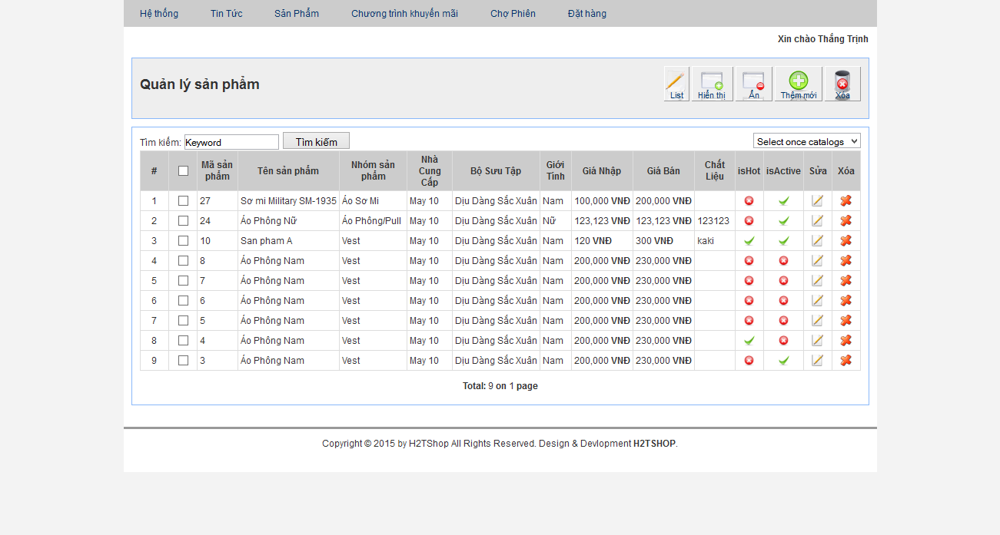 Hệ thống Tin Tức Sản Phẩm Chương trình khuyến mãi Chợ Phiên Đặt hàng
Xin chào Thắng Trịnh
Quản lý sản phẩm
List Hiển thị Ẩn Thêm mới Xóa
Tìm kiếm: Keyword Tìm kiếm Select once catalogs
# Mã sản phẩm Tên sản phẩm Nhóm sản phẩm Nhà Cung Cấp Bộ Sưu Tập Giới Tính Giá Nhập Giá Bán Chất Liệu isHot isActive Sửa Xóa
1 27 Sơ mi Military SM-1935 Áo Sơ Mi May 10 Dịu Dàng Sắc Xuân Nam 100,000 VNĐ 200,000 VNĐ
2 24 Áo Phông Nữ Áo Phông/Pull May 10 Dịu Dàng Sắc Xuân Nữ 123,123 VNĐ 123,123 VNĐ 123123
3 10 San pham A Vest May 10 Dịu Dàng Sắc Xuân Nam 120 VNĐ 300 VNĐ kaki
4 8 Áo Phông Nam Vest May 10 Dịu Dàng Sắc Xuân Nam 200,000 VNĐ 230,000 VNĐ
5 7 Áo Phông Nam Vest May 10 Dịu Dàng Sắc Xuân Nam 200,000 VNĐ 230,000 VNĐ
6 6 Áo Phông Nam Vest May 10 Dịu Dàng Sắc Xuân Nam 200,000 VNĐ 230,000 VNĐ
7 5 Áo Phông Nam Vest May 10 Dịu Dàng Sắc Xuân Nam 200,000 VNĐ 230,000 VNĐ
8 4 Áo Phông Nam Vest May 10 Dịu Dàng Sắc Xuân Nam 200,000 VNĐ 230,000 VNĐ
9 3 Áo Phông Nam Vest May 10 Dịu Dàng Sắc Xuân Nam 200,000 VNĐ 230,000 VNĐ
Total: 9 on 1 page
Copyright © 2015 by H2TShop All Rights Reserved. Design & Devlopment H2TSHOP.